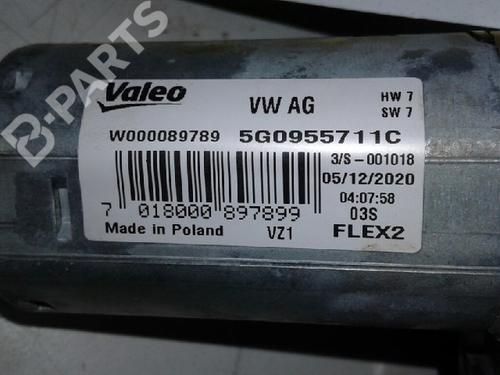 B-PARTS
Valeo
VW AG
HW 7
SW 7
W000089789
5G0955711C
3/S-001018
05/12/2020
04:07:58
03S
7 018000 897899
Made in Poland
VZ1
FLEX2